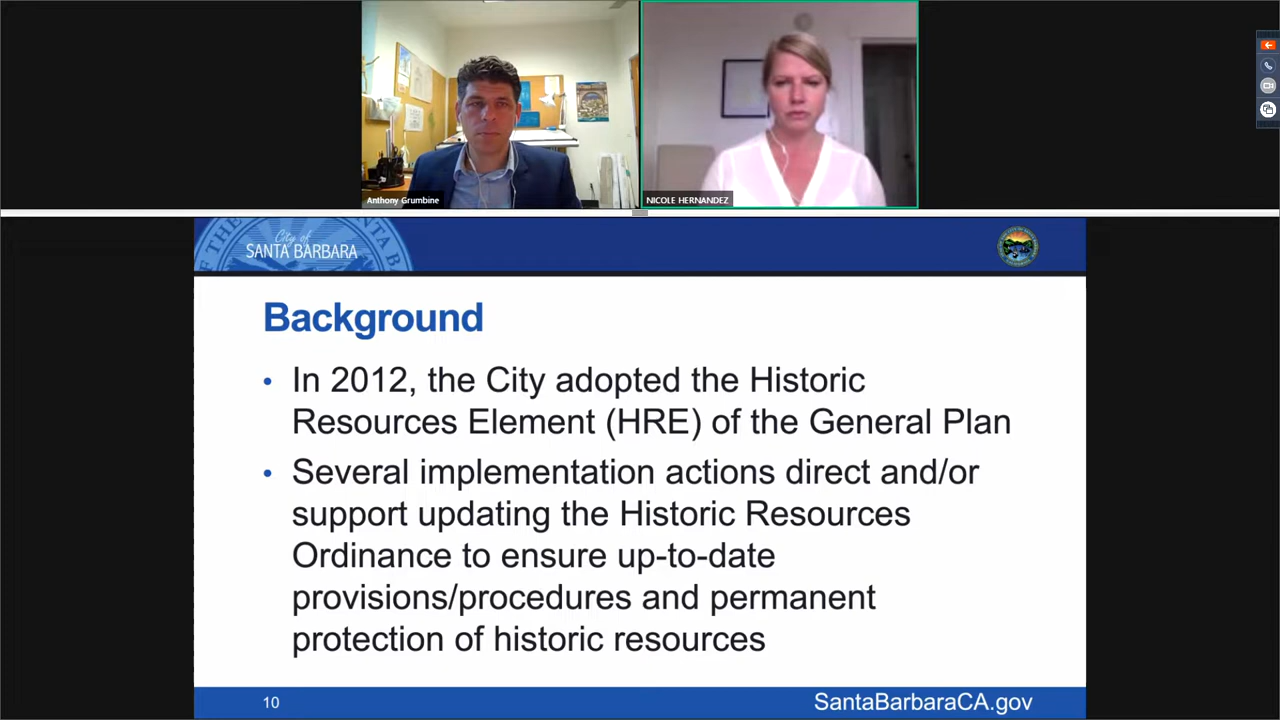 Anthony Grumbine
NICOLE HERNANDEZ
City of
SANTA BARBARA
Background
• In 2012, the City adopted the Historic
Resources Element (HRE) of the General Plan
• Several implementation actions direct and/or
support updating the Historic Resources
Ordinance to ensure up-to-date
provisions/procedures and permanent
protection of historic resources
10
SantaBarbaraCA.gov